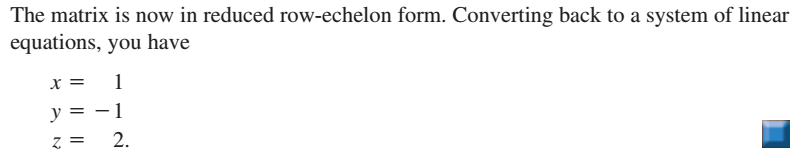 The matrix is now in reduced row-echelon form. Converting back to a system of linear
equations, you have
x = 1
y = −1
z = 2.